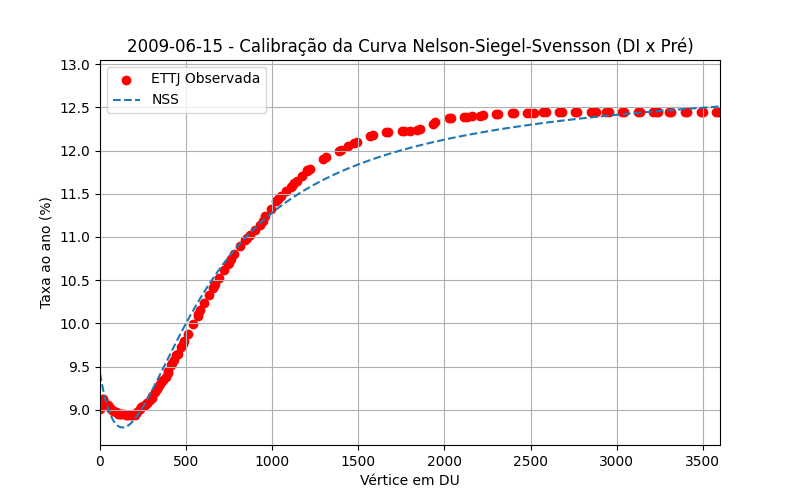 2009-06-15 - Calibração da Curva Nelson-Siegel-Svensson (DI x Pré)
ETTJ Observada
NSS
Taxa ao ano (%)
13.0
12.5
12.0
11.5
11.0
10.5
10.0
9.5
9.0
0 500 1000 1500 2000 2500 3000 3500
Vértice em DU